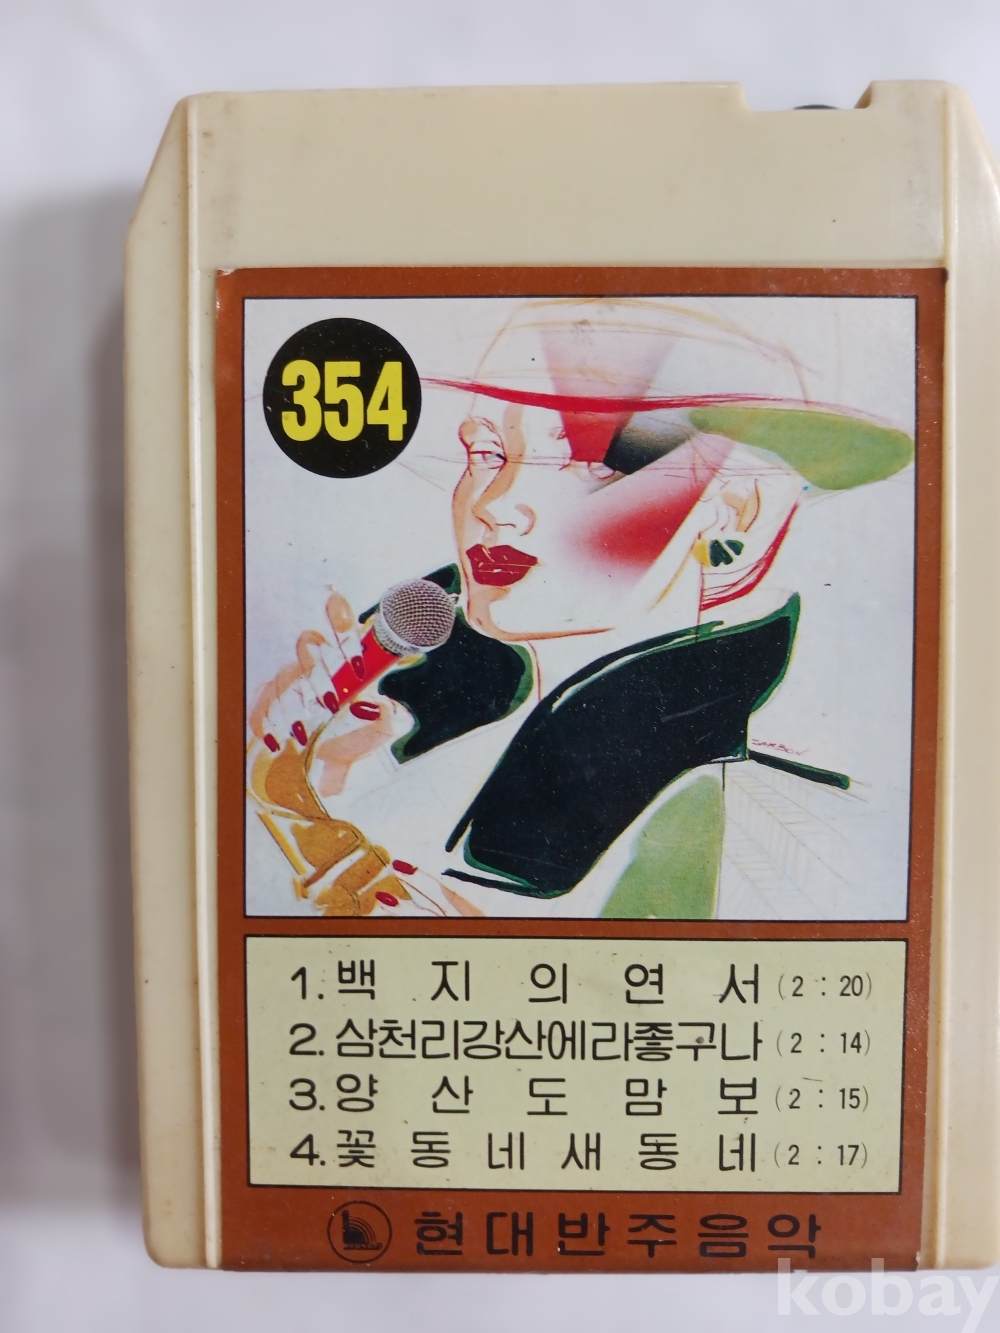 354
1. 백지의연서 (2 : 20)
2. 삼천리강산에라좋구나 (2 : 14)
3. 양산도맘보 (2 : 15)
4. 꽃동네새동네 (2 : 17)
현대반주음악
kobay